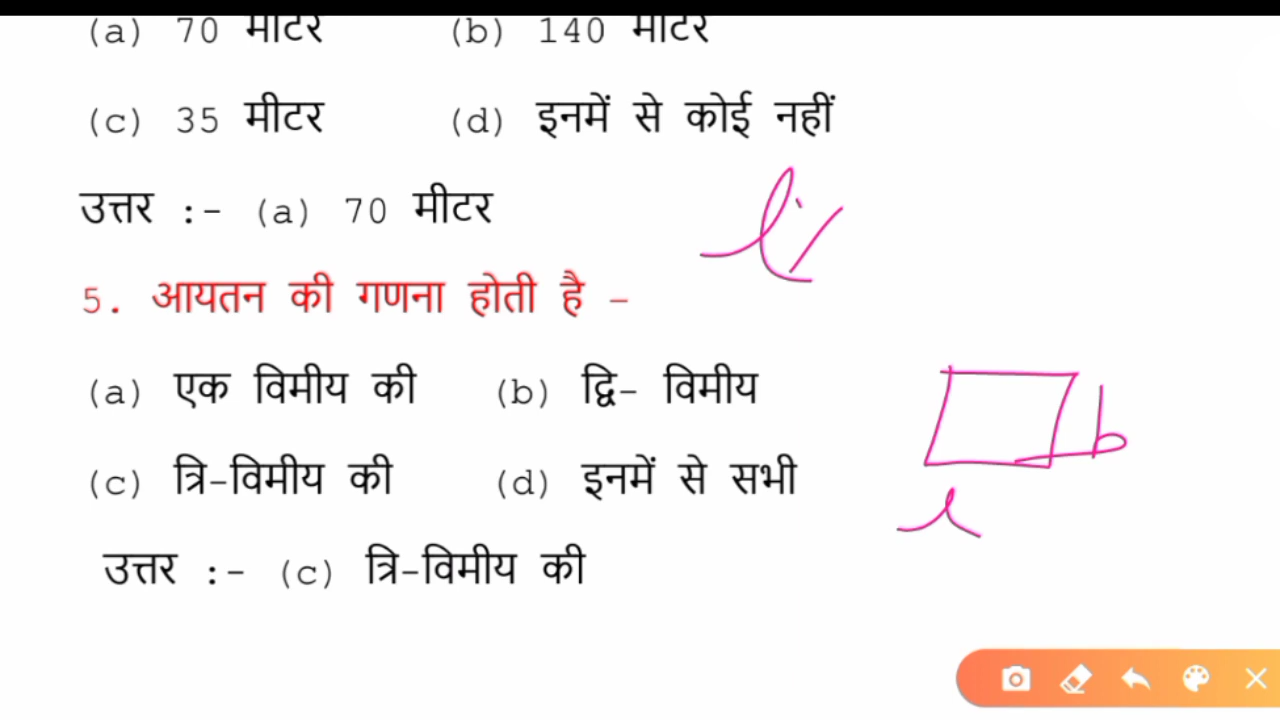 (a) 70 मीटर (b) 140 मीटर
(c) 35 मीटर (d) इनमें से कोई नहीं
उत्तर :- (a) 70 मीटर
5. आयतन की गणना होती है -
(a) एक विमीय की (b) द्वि- विमीय
b
(c) त्रि-विमीय की (d) इनमें से सभी
l
उत्तर :- (c) त्रि-विमीय की